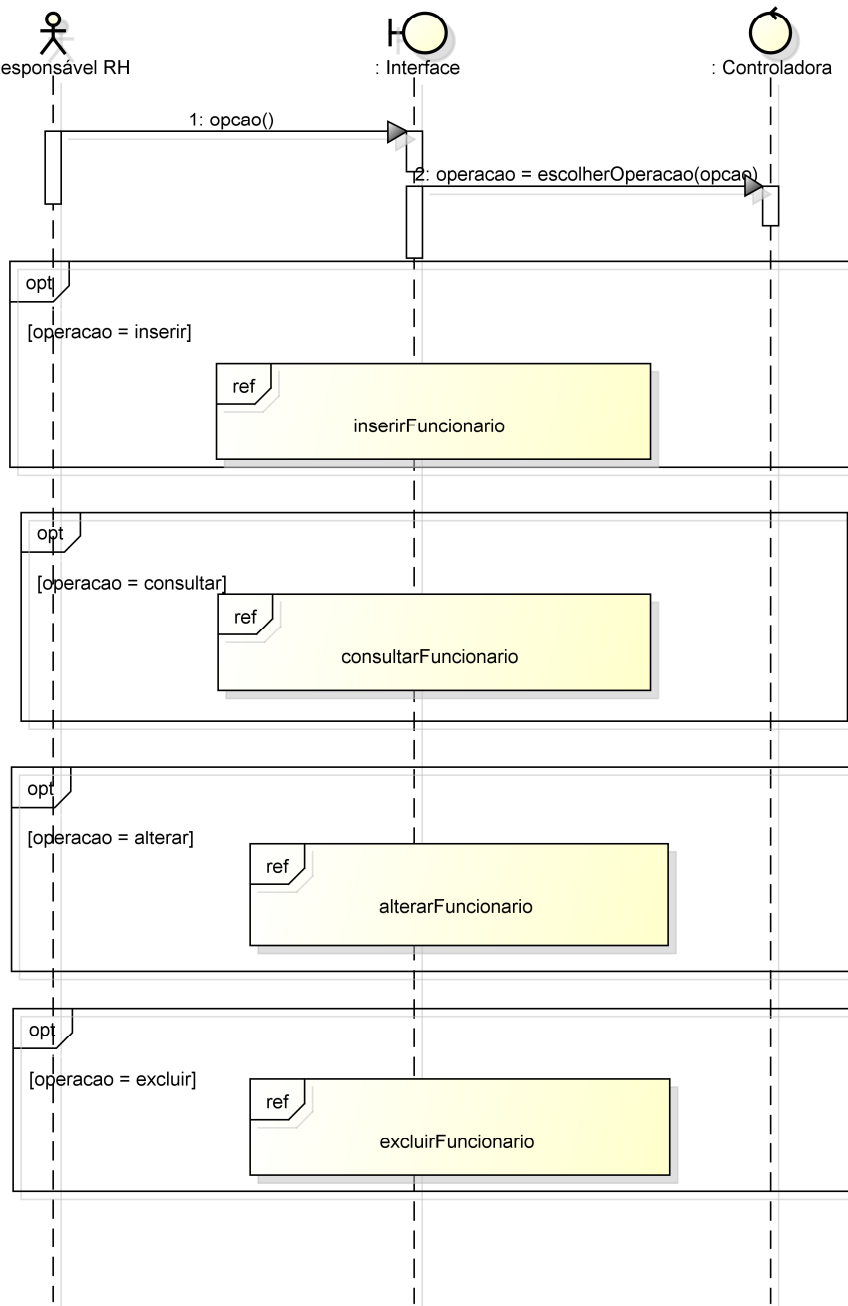 esponsável RH
: Interface
: Controladora
1: opcao()
2: operacao = escolherOperacao(opcao)
opt
[operacao = inserir]
ref
inserirFuncionario
opt
[operacao = consultar]
ref
consultarFuncionario
opt
[operacao = alterar]
ref
alterarFuncionario
opt
[operacao = excluir]
ref
excluirFuncionario